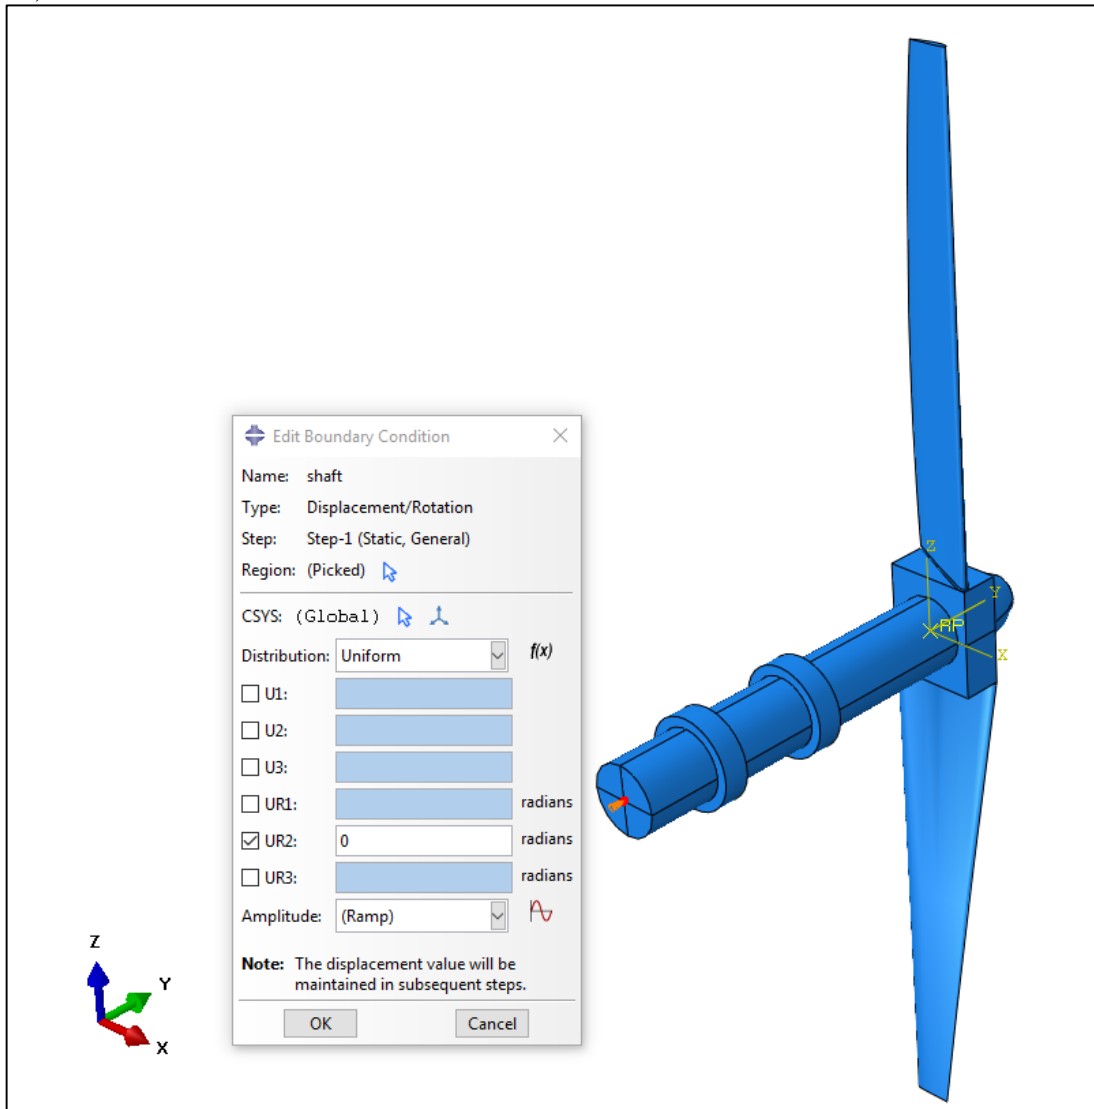 Edit Boundary Condition
Name: shaft
Type: Displacement/Rotation
Step: Step-1 (Static, General)
Region: (Picked)
CSYS: (Global)
Distribution: Uniform f(x)
U1:
U2:
U3:
UR1: radians
UR2: 0 radians
UR3: radians
Amplitude: (Ramp)
Note: The displacement value will be
maintained in subsequent steps.
OK Cancel
Z
Y
RP
X
Z
Y
X